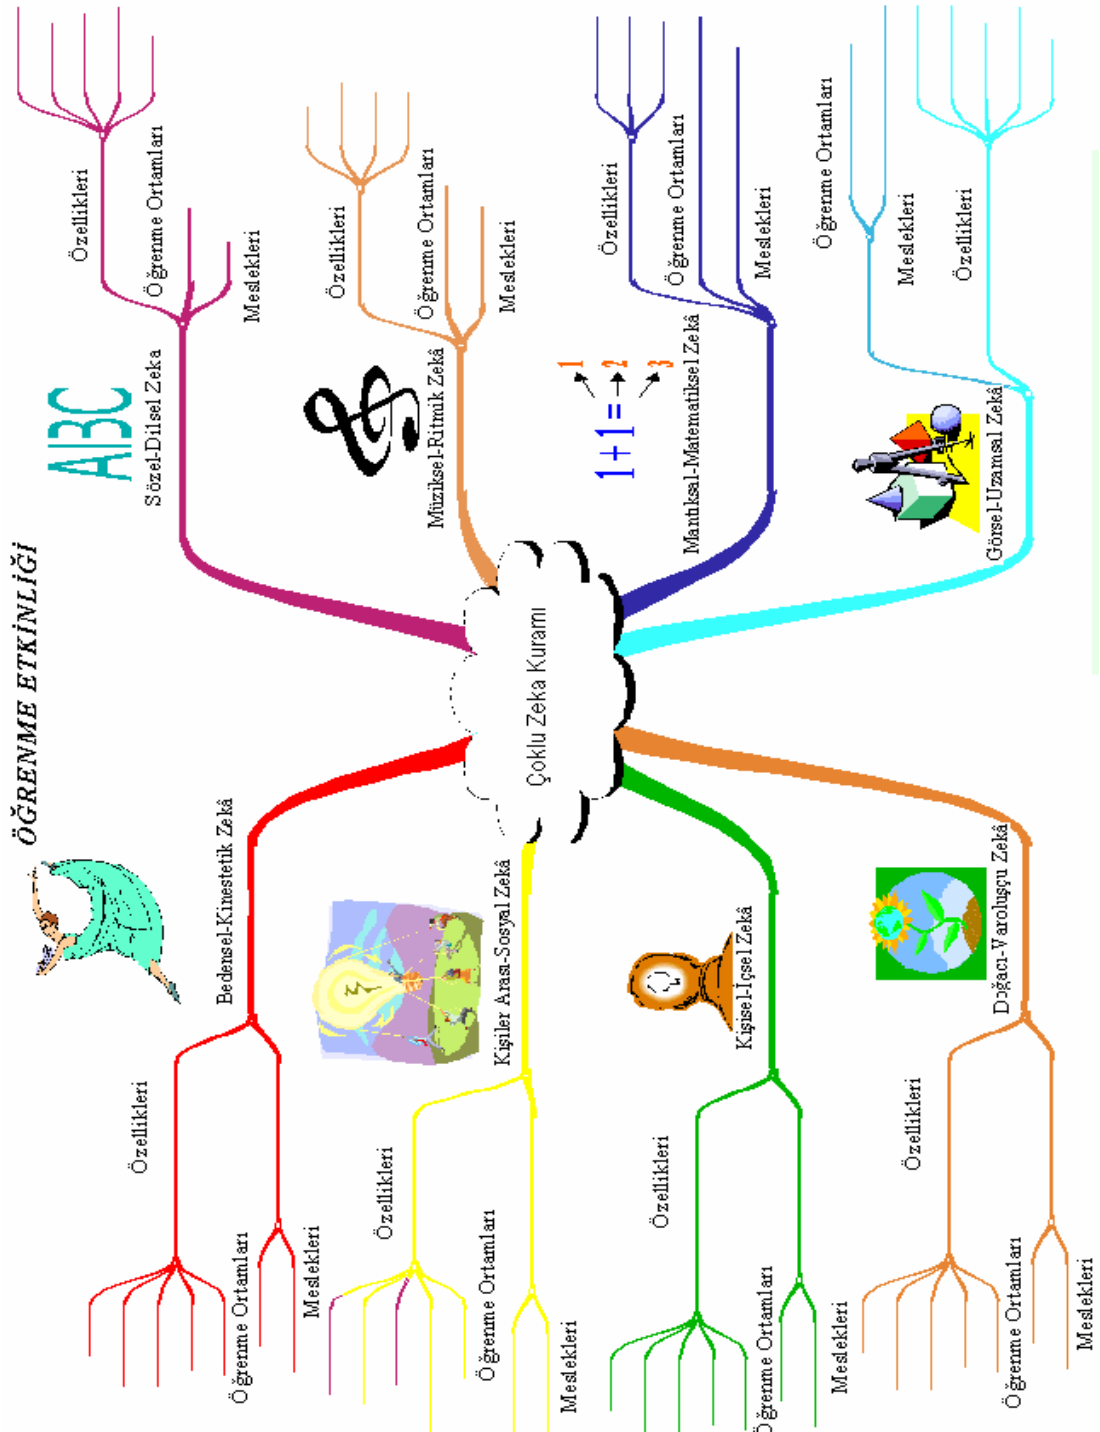 ÖĞRENME ETKİNLİĞİ
Çoklu Zeka Kuramı
ABC
Sözel-Dilsel Zeka
Özellikleri
Öğrenme Ortamları
Meslekleri
Müziksel-Ritmik Zekâ
Özellikleri
Öğrenme Ortamları
Meslekleri
1+1=
1
2
3
Mantıksal-Matematiksel Zekâ
Özellikleri
Öğrenme Ortamları
Meslekleri
Görsel-Uzamsal Zekâ
Öğrenme Ortamları
Meslekleri
Özellikleri
Bedensel-Kinestetik Zekâ
Özellikleri
Öğrenme Ortamları
Meslekleri
Kişiler Arası-Sosyal Zekâ
Özellikleri
Öğrenme Ortamları
Meslekleri
Kişisel-İçsel Zekâ
Özellikleri
Öğrenme Ortamları
Meslekleri
Doğacı-Varoluşçu Zekâ
Özellikleri
Öğrenme Ortamları
Meslekleri